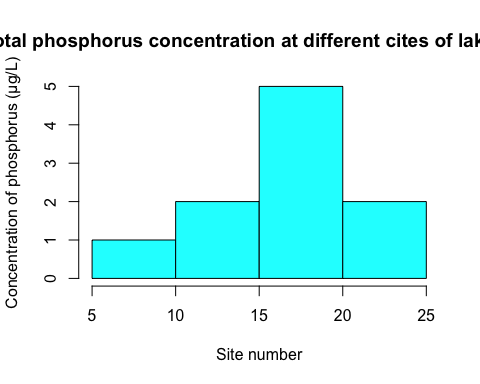 otal phosphorus concentration at different cites of lak
Concentration of phosphorus (µg/L)
5
4
3
2
1
0
5 10 15 20 25
Site number